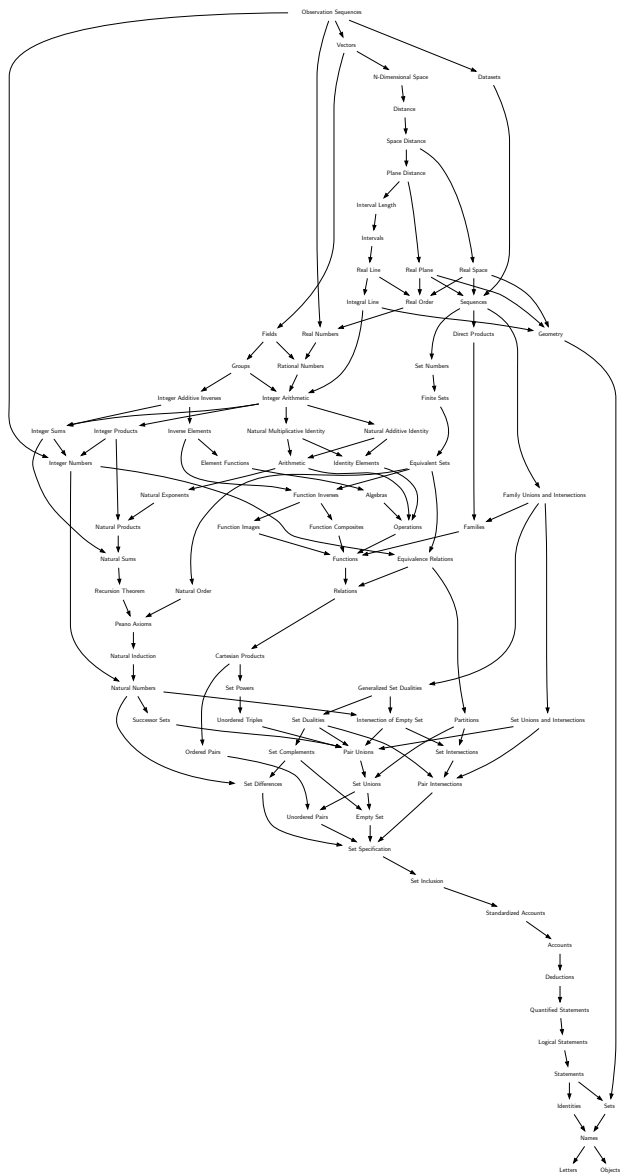 Observation Sequences
Vectors
N-Dimensional Space Datasets
Distance
Space Distance
Plane Distance
Interval Length
Intervals
Real Line Real Plane Real Space
Integral Line Real Order Sequences
Fields Real Numbers Direct Products Geometry
Groups Rational Numbers Set Numbers
Integer Additive Inverses Integer Arithmetic Finite Sets
Integer Sums Integer Products Inverse Elements Natural Multiplicative Identity Natural Additive Identity
Integer Numbers Element Functions Arithmetic Identity Elements Equivalent Sets
Natural Exponents Function Inverses Algebras Family Unions and Intersections
Natural Products Function Images Function Composites Operations Families
Natural Sums Functions Equivalence Relations
Recursion Theorem Natural Order Relations
Peano Axioms
Natural Induction Cartesian Products
Natural Numbers Set Powers Generalized Set Dualities
Successor Sets Unordered Triples Set Dualities Intersection of Empty Set Partitions Set Unions and Intersections
Ordered Pairs Set Complements Pair Unions Set Intersections
Set Differences Set Unions Pair Intersections
Unordered Pairs Empty Set
Set Specification
Set Inclusion
Standardized Accounts
Accounts
Deductions
Quantified Statements
Logical Statements
Statements
Identities Sets
Names
Letters Objects